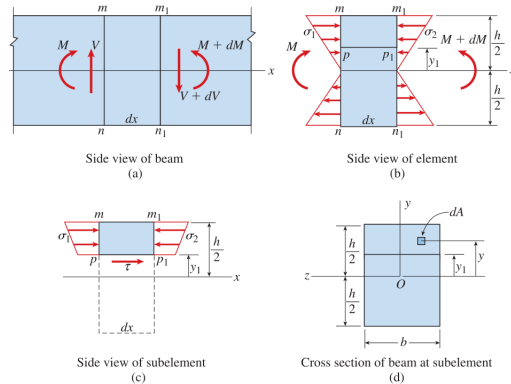 m m₁
M V M + dM
x
V + dV
dx
n n₁
Side view of beam
(a)
m m₁
σ₁ σ₂
M M + dM h/2
p p₁ y₁
x
h/2
dx
n n₁
Side view of element
(b)
m m₁
σ₁ σ₂ h/2
p τ p₁ y₁
x
dx
Side view of subelement
(c)
y
dA
h/2 y₁ y
z O
h/2
b
Cross section of beam at subelement
(d)